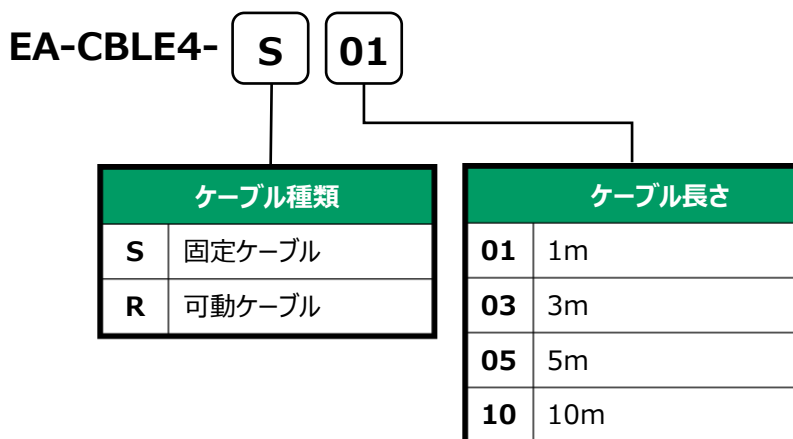 EA-CBLE4- S 01
ケーブル種類
S 固定ケーブル
R 可動ケーブル
ケーブル長さ
01 1m
03 3m
05 5m
10 10m